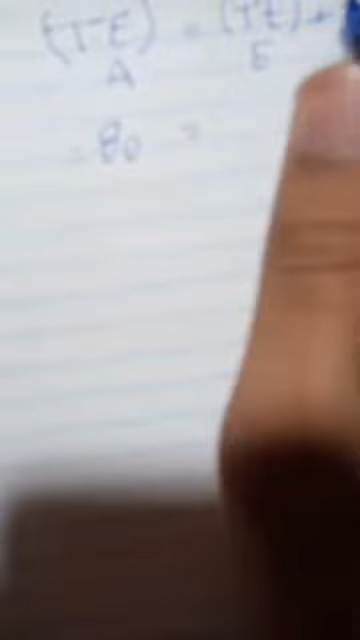 (TE) = (TE) +
A E
= 80 =